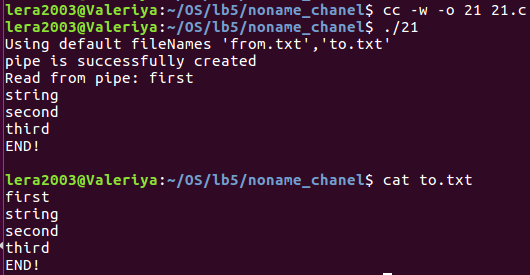 lera2003@Valeriya:~/OS/lb5/noname_chanel$ cc -w -o 21 21.c
lera2003@Valeriya:~/OS/lb5/noname_chanel$ ./21
Using default fileNames 'from.txt','to.txt'
pipe is successfully created
Read from pipe: first
string
second
third
END!
lera2003@Valeriya:~/OS/lb5/noname_chanel$ cat to.txt
first
string
second
third
END!